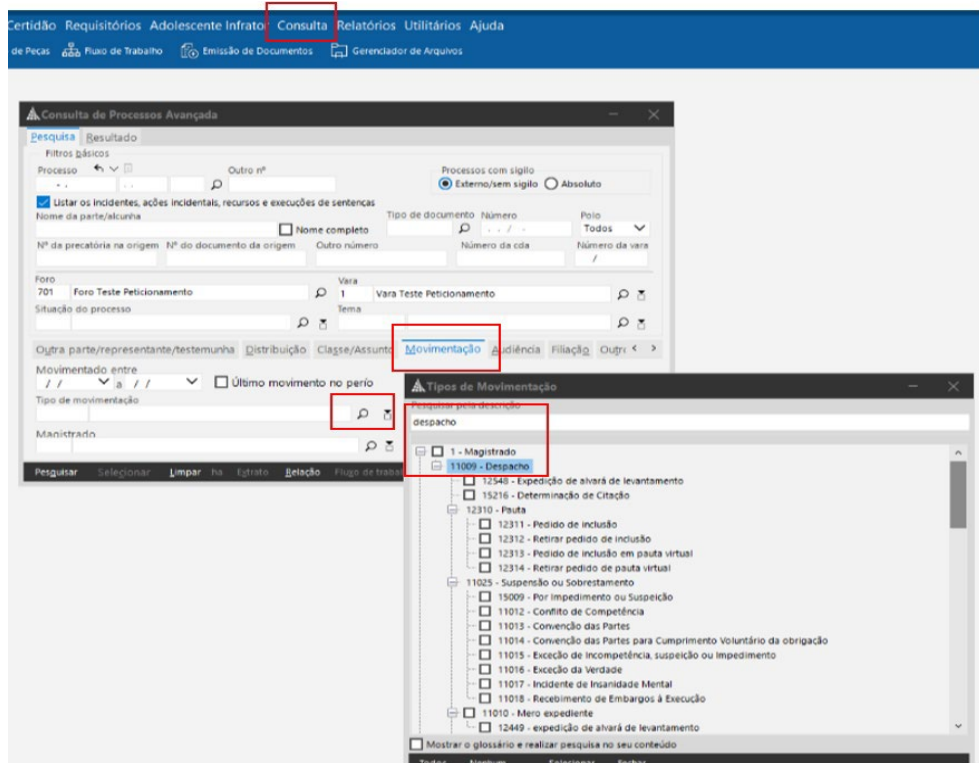 Certidão Requisitórios Adolescente Infrator Consulta Relatórios Utilitários Ajuda
de Peças Fluxo de Trabalho Emissão de Documentos Gerenciador de Arquivos
Consulta de Processos Avançada
Pesquisa Resultado
Filtros básicos
Processo Outro nº Processos com sigilo
Externo/sem sigilo Absoluto
Listar os incidentes, ações incidentais, recursos e execuções de sentenças
Nome da parte/alcunha Tipo de documento Número Polo
Nome completo . . / - Todos
Nº da precatória na origem Nº do documento da origem Outro número Número da cda Número da vara
/
Foro Vara
701 Foro Teste Peticionamento 1 Vara Teste Peticionamento
Situação do processo Tema
Outra parte/representante/testemunha Distribuição Classe/Assunto Movimentação Audiência Filiação Outr
Movimentado entre
/ / a / / Último movimento no perío
Tipo de movimentação
Magistrado
Pesquisar Selecionar Limpar ha Extrato Relação Fluxo de trabal
Tipos de Movimentação
Pesquisar pela descrição
despacho
1 - Magistrado
11009 - Despacho
12548 - Expedição de alvará de levantamento
15216 - Determinação de Citação
12310 - Pauta
12311 - Pedido de inclusão
12312 - Retirar pedido de inclusão
12313 - Pedido de inclusão em pauta virtual
12314 - Retirar pedido de pauta virtual
11025 - Suspensão ou Sobrestamento
15009 - Por Impedimento ou Suspeição
11012 - Conflito de Competência
11013 - Convenção das Partes
11014 - Convenção das Partes para Cumprimento Voluntário da obrigação
11015 - Exceção de Incompetência, suspeição ou Impedimento
11016 - Exceção da Verdade
11017 - Incidente de Insanidade Mental
11018 - Recebimento de Embargos à Execução
11010 - Mero expediente
12449 - expedição de alvará de levantamento
Mostrar o glossário e realizar pesquisa no seu conteúdo
Todos Nenhum Selecionar Fechar